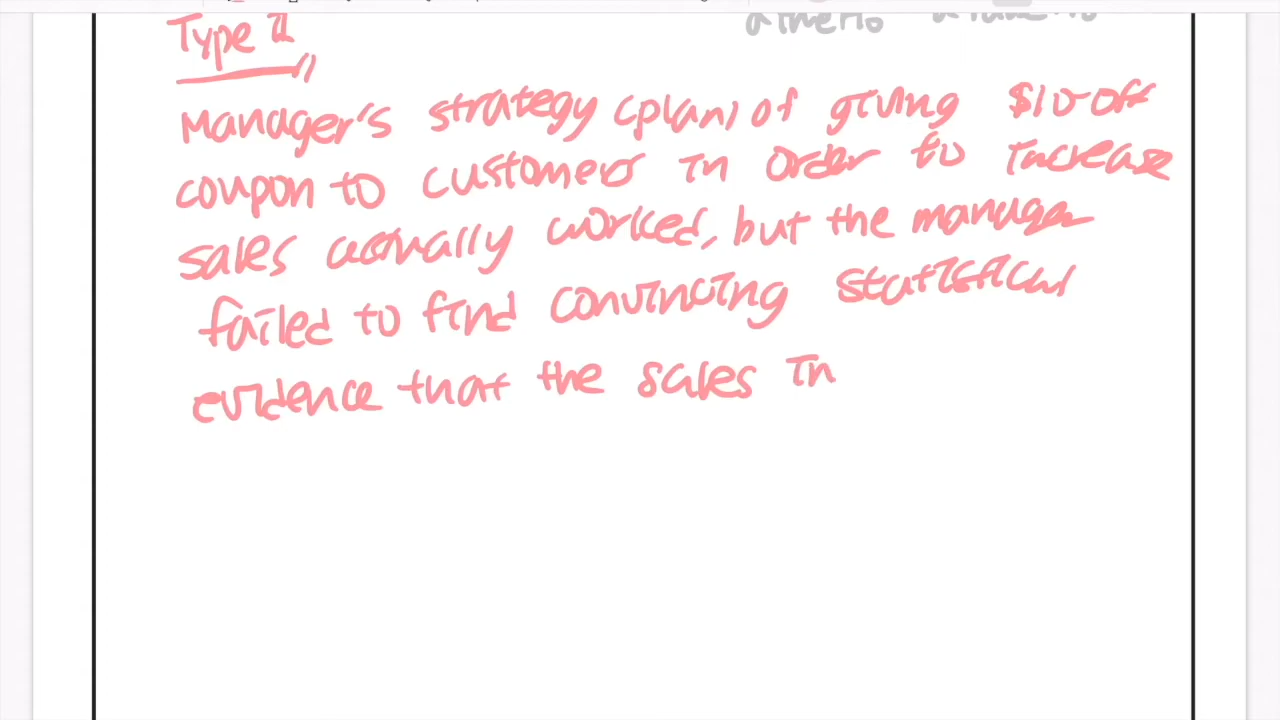 Type II
Manager's strategy (plan) of giving $10-off
coupon to customers in order to increase
sales actually worked, but the manager
failed to find convincing statistical
evidence that the sales in